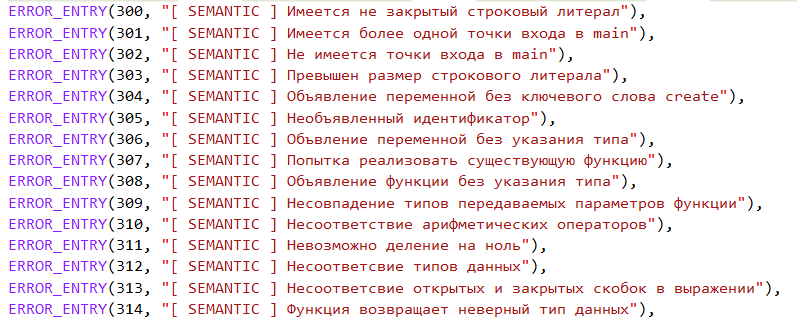 ERROR_ENTRY(300, "[ SEMANTIC ] Имеется не закрытый строковый литерал"),
ERROR_ENTRY(301, "[ SEMANTIC ] Имеется более одной точки входа в main"),
ERROR_ENTRY(302, "[ SEMANTIC ] Не имеется точки входа в main"),
ERROR_ENTRY(303, "[ SEMANTIC ] Превышен размер строкового литерала"),
ERROR_ENTRY(304, "[ SEMANTIC ] Объявление переменной без ключевого слова create"),
ERROR_ENTRY(305, "[ SEMANTIC ] Необъявленный идентификатор"),
ERROR_ENTRY(306, "[ SEMANTIC ] Объвление переменной без указания типа"),
ERROR_ENTRY(307, "[ SEMANTIC ] Попытка реализовать существующую функцию"),
ERROR_ENTRY(308, "[ SEMANTIC ] Объявление функции без указания типа"),
ERROR_ENTRY(309, "[ SEMANTIC ] Несовпадение типов передаваемых параметров функции"),
ERROR_ENTRY(310, "[ SEMANTIC ] Несоответствие арифметических операторов"),
ERROR_ENTRY(311, "[ SEMANTIC ] Невозможно деление на ноль"),
ERROR_ENTRY(312, "[ SEMANTIC ] Несоответсвие типов данных"),
ERROR_ENTRY(313, "[ SEMANTIC ] Несоответсвие открытых и закрытых скобок в выражении"),
ERROR_ENTRY(314, "[ SEMANTIC ] Функция возвращает неверный тип данных"),